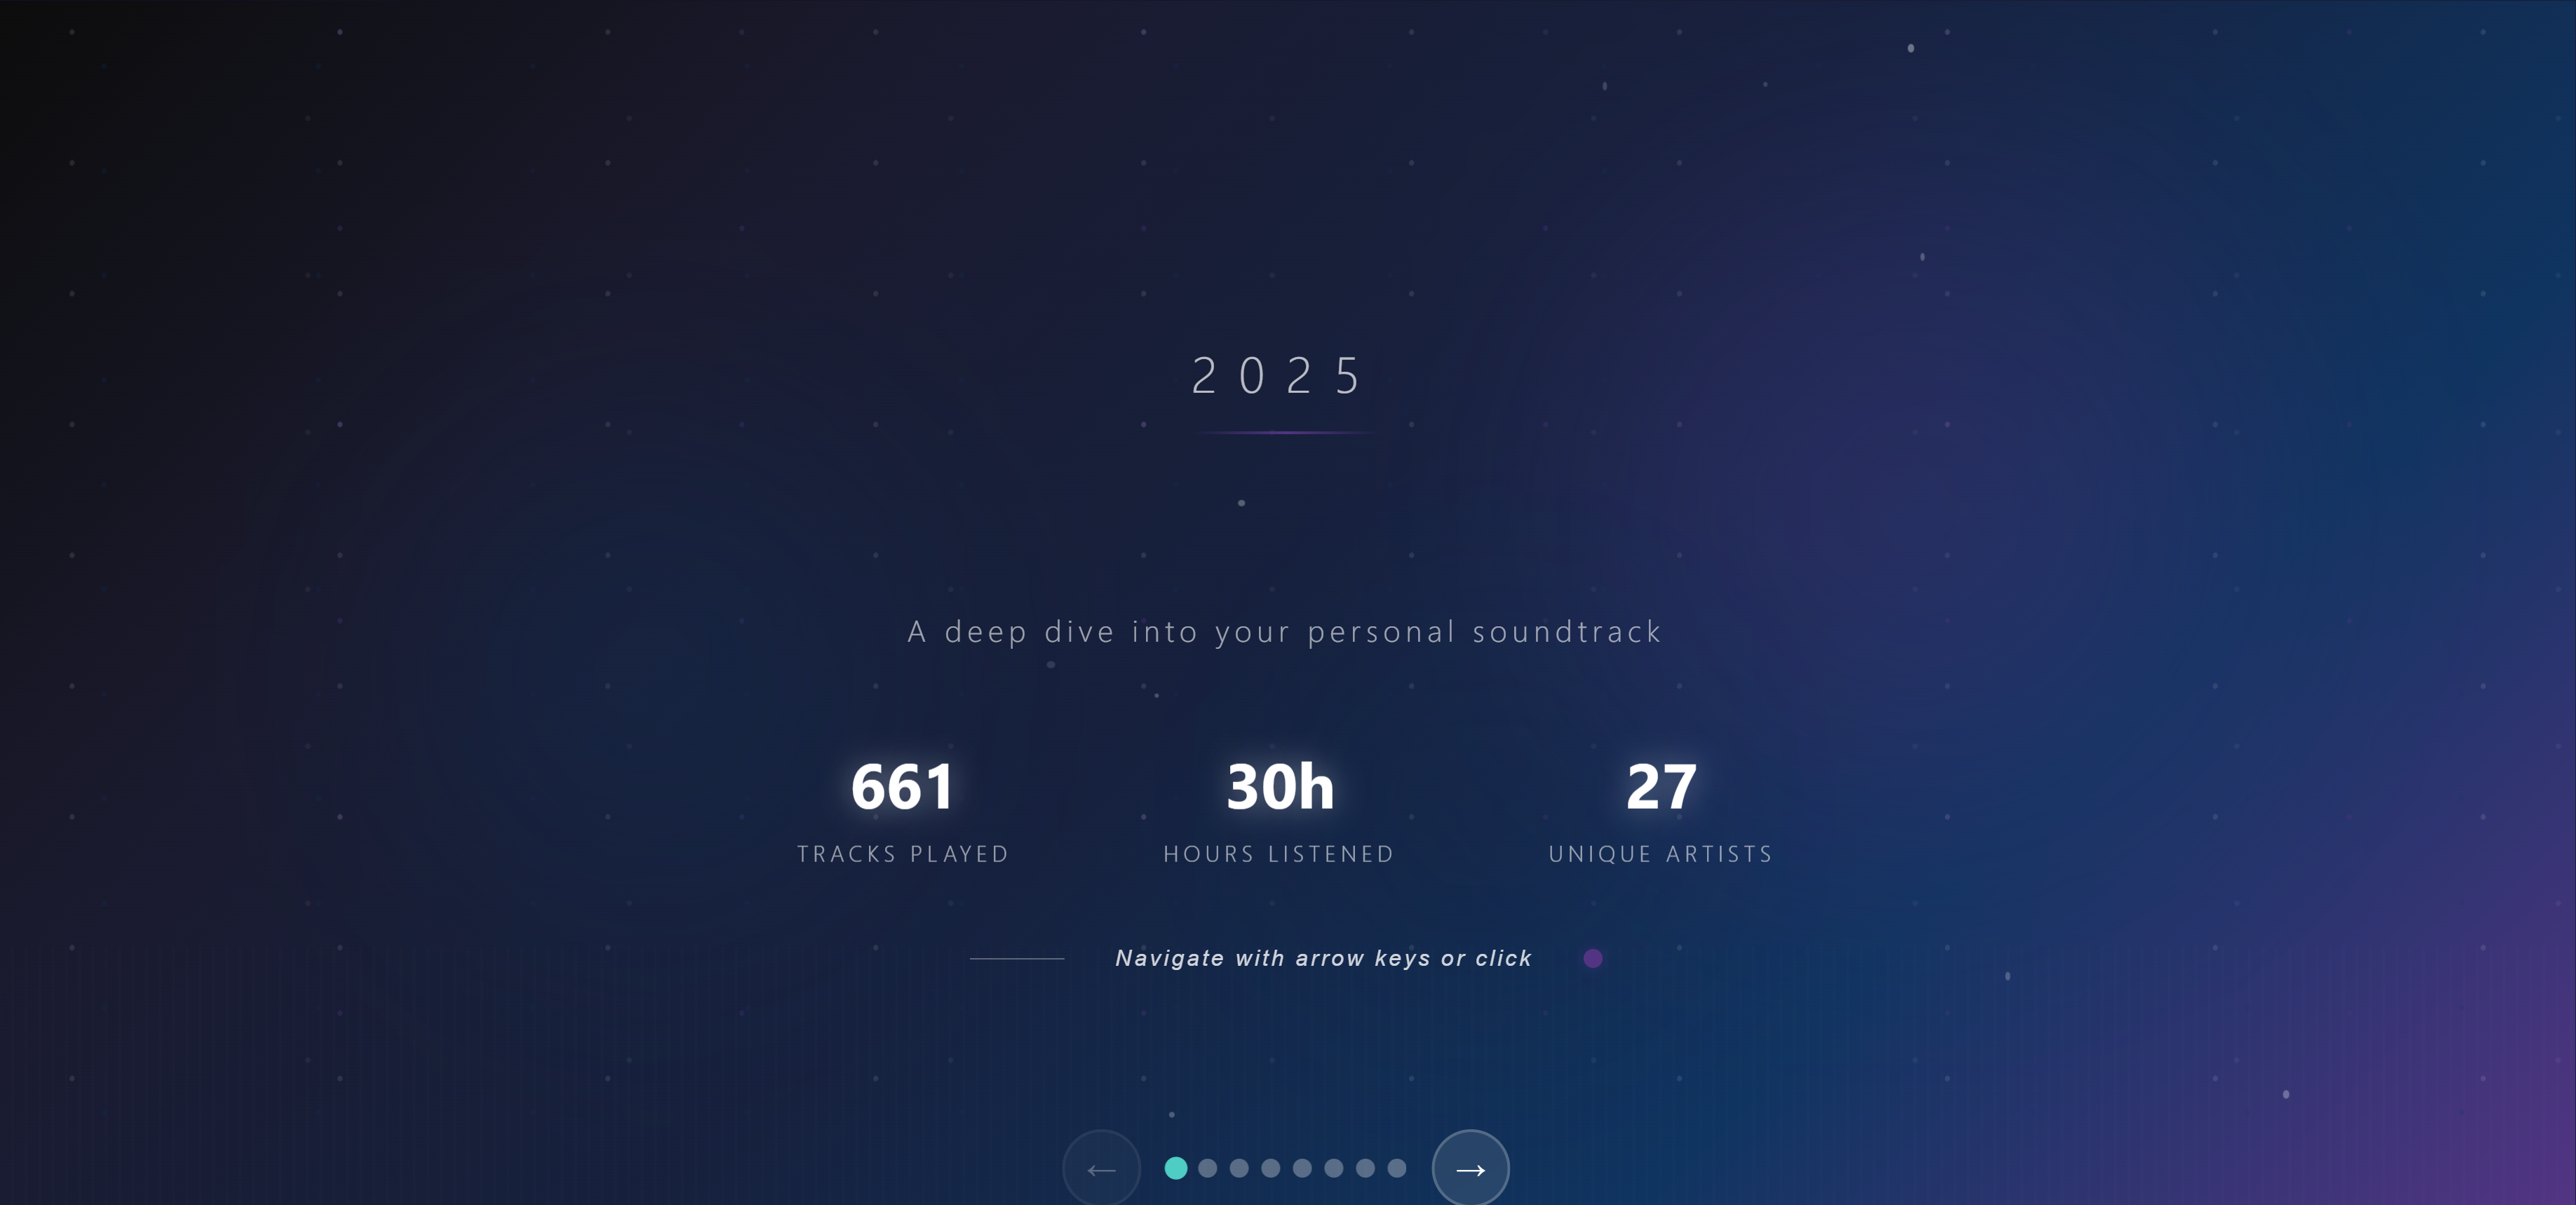 2025
A deep dive into your personal soundtrack
661 30h 27
TRACKS PLAYED HOURS LISTENED UNIQUE ARTISTS
Navigate with arrow keys or click
← →